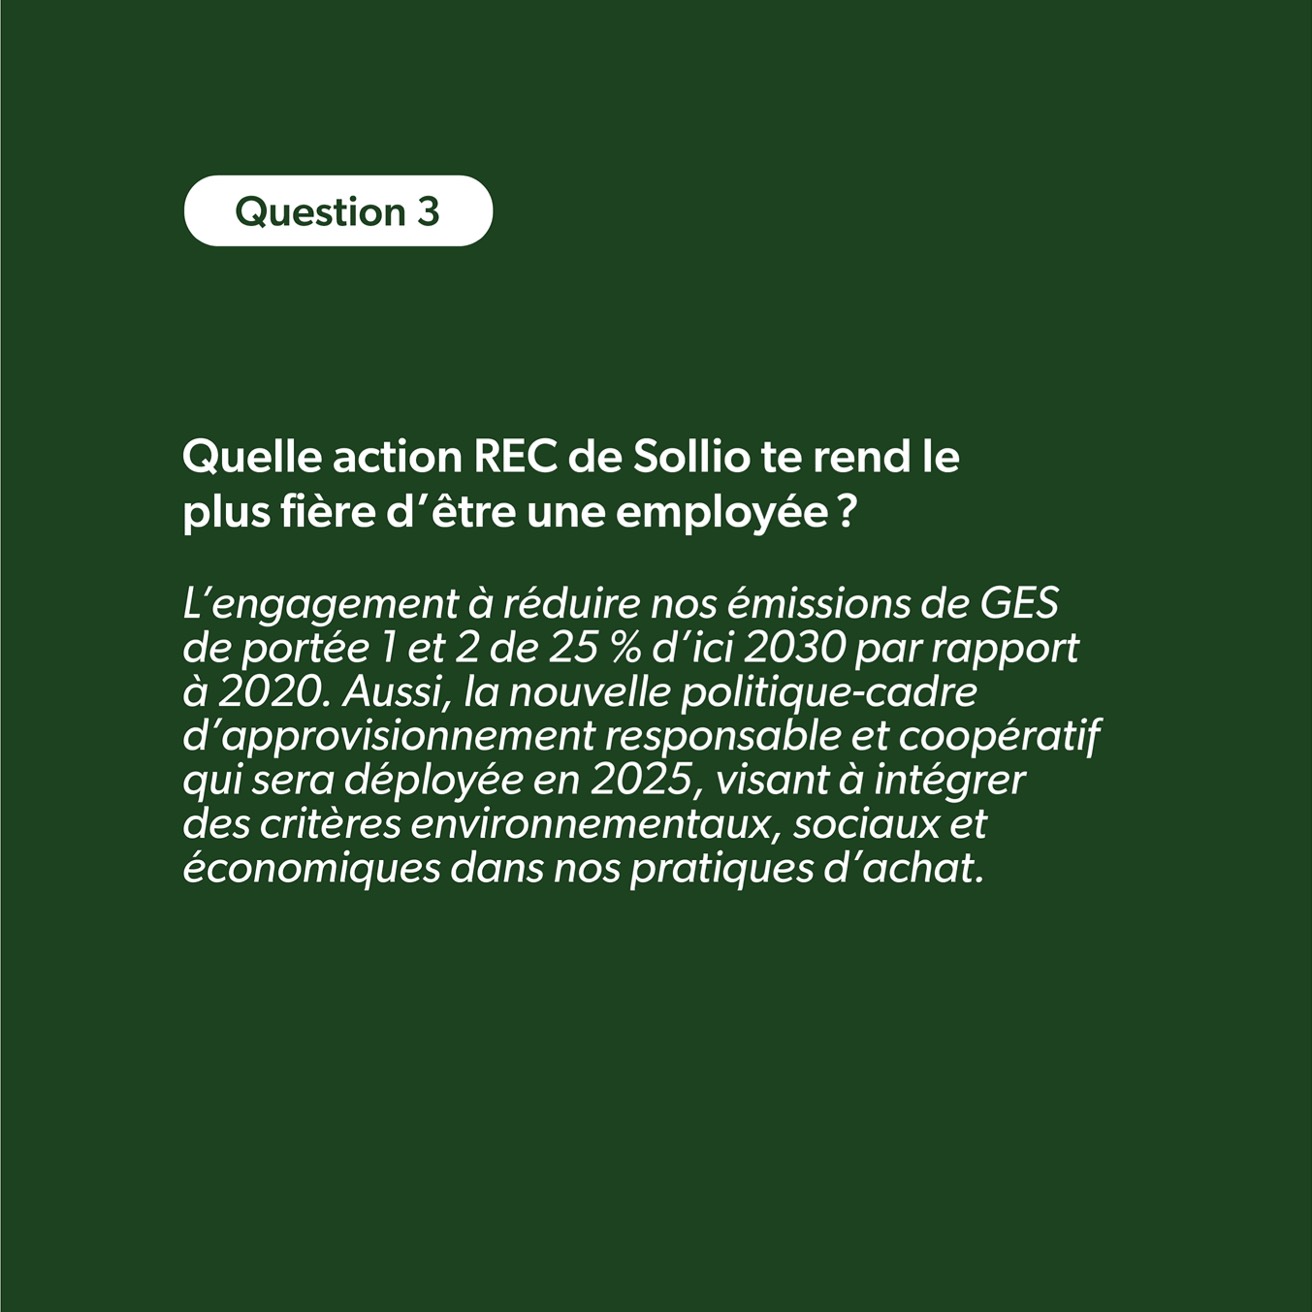 Question 3
Quelle action REC de Sollio te rend le
plus fière d’être une employée ?
L’engagement à réduire nos émissions de GES
de portée 1 et 2 de 25 % d’ici 2030 par rapport
à 2020. Aussi, la nouvelle politique-cadre
d’approvisionnement responsable et coopératif
qui sera déployée en 2025, visant à intégrer
des critères environnementaux, sociaux et
économiques dans nos pratiques d’achat.